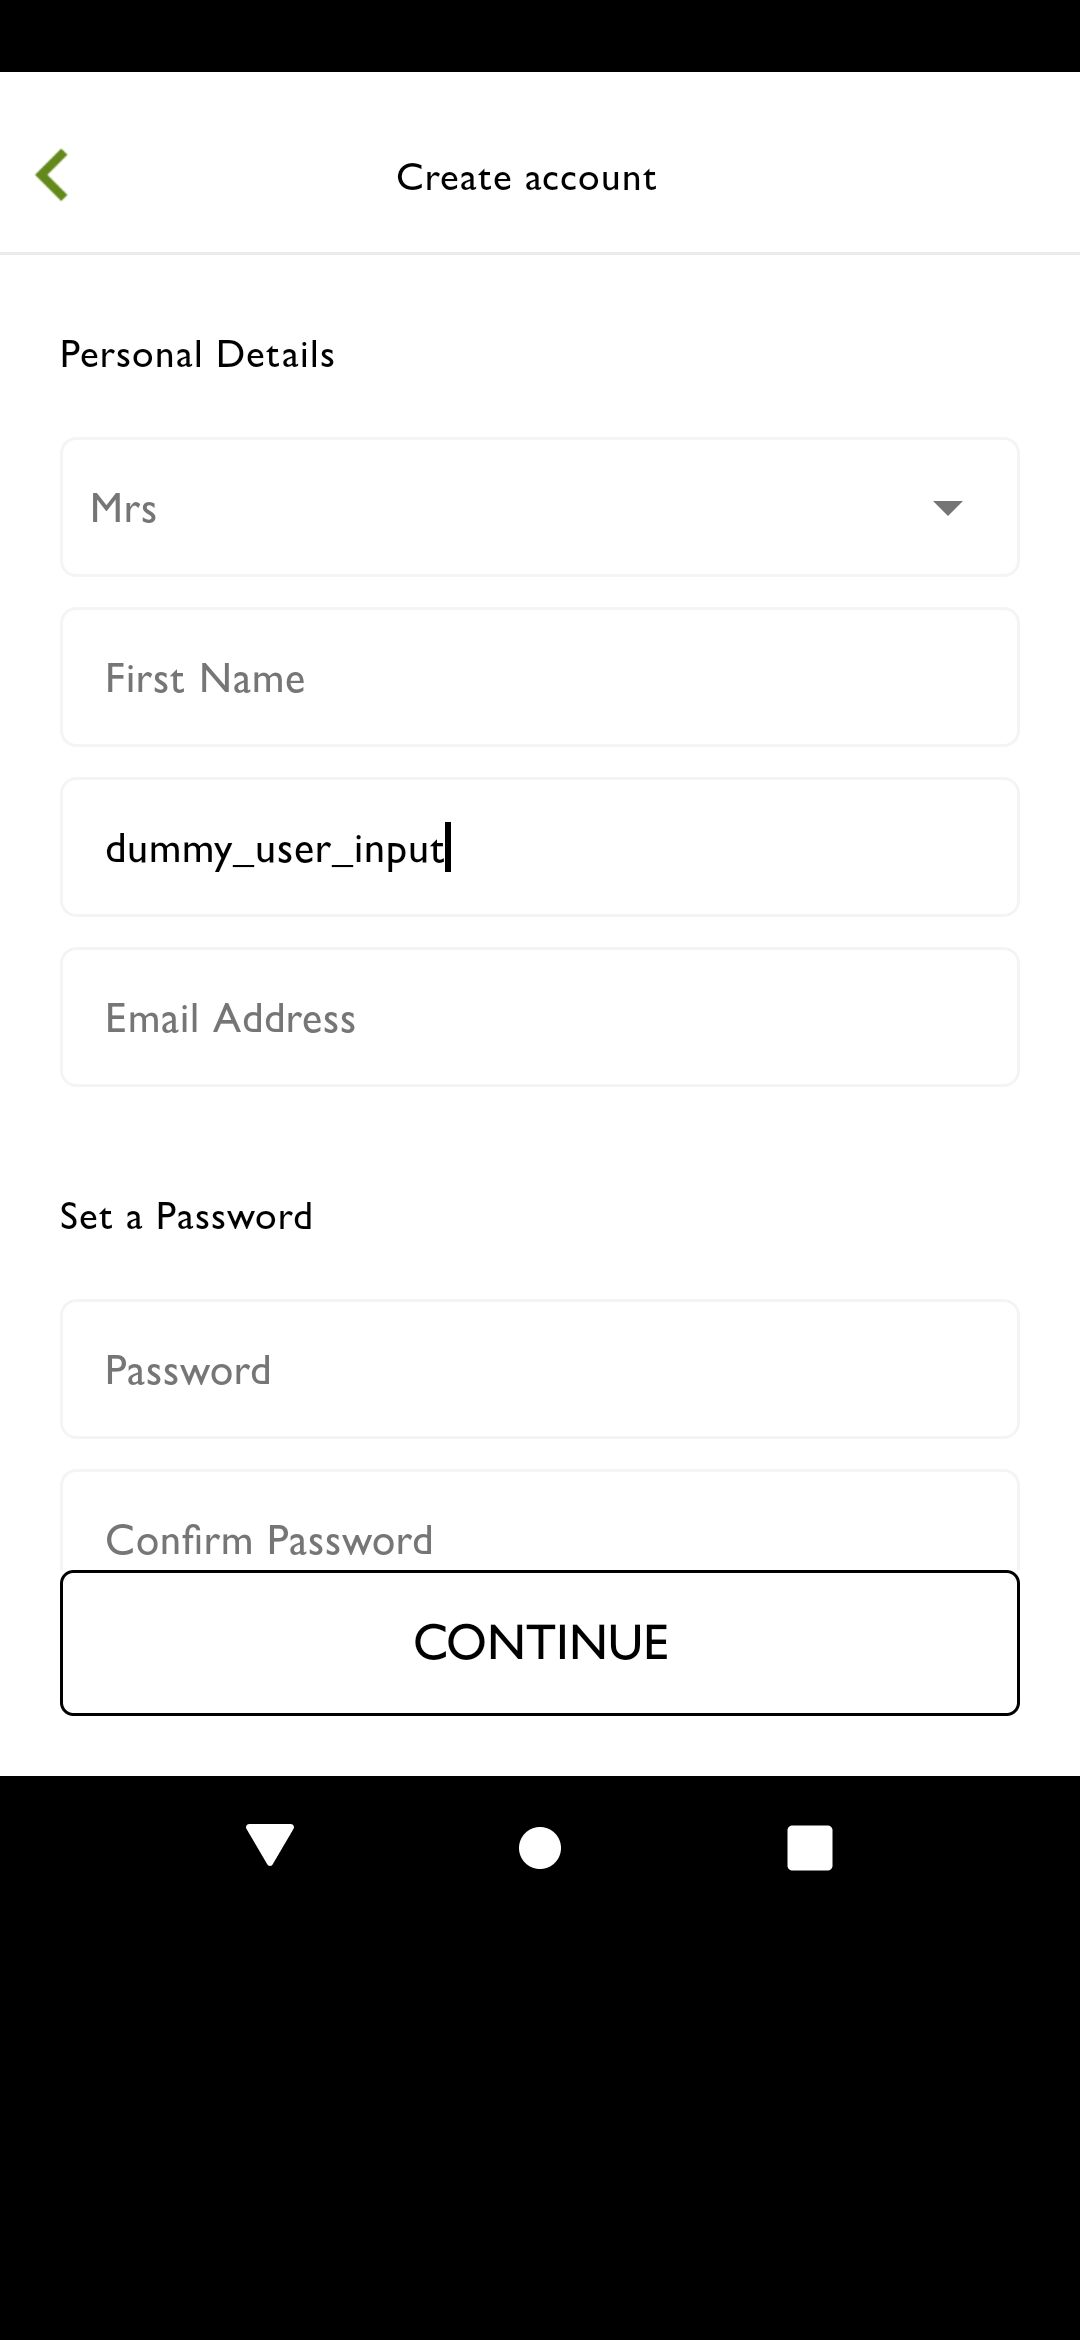 Create account
Personal Details
Mrs
First Name
dummy_user_input
Email Address
Set a Password
Password
Confirm Password
CONTINUE